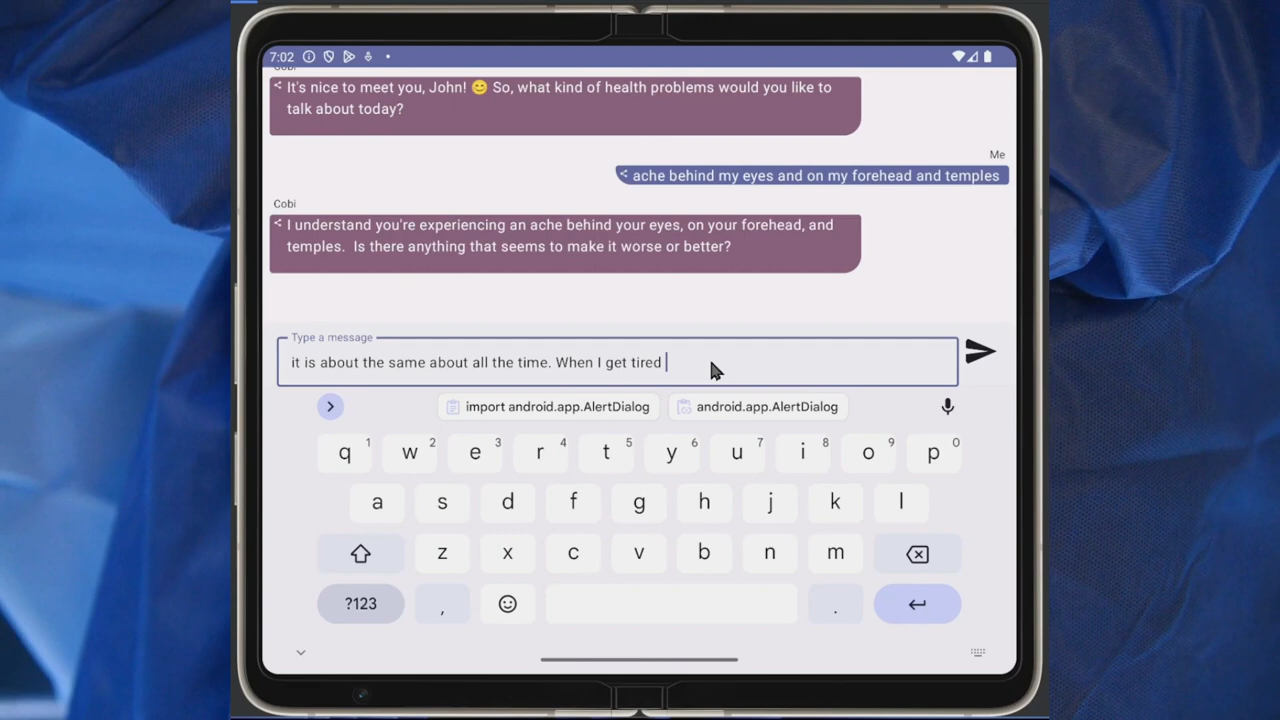 7:02
Cobi
It's nice to meet you, John! 😊 So, what kind of health problems would you like to
talk about today?
Me
ache behind my eyes and on my forehead and temples
Cobi
I understand you're experiencing an ache behind your eyes, on your forehead, and
temples.  Is there anything that seems to make it worse or better?
Type a message
it is about the same about all the time. When I get tired
import android.app.AlertDialog android.app.AlertDialog
q 1 w 2 e 3 r 4 t 5 y 6 u 7 i 8 o 9 p 0
a s d f g h j k l
z x c v b n m
?123 , .